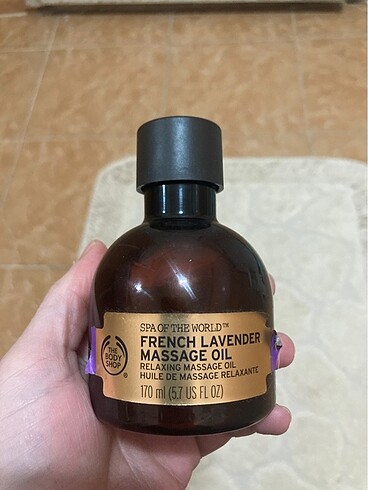 SPA OF THE WORLD™
FRENCH LAVENDER
MASSAGE OIL
RELAXING MASSAGE OIL
HUILE DE MASSAGE RELAXANTE
170 ml (5.7 US FL OZ)
THE
BODY
SHOP
®